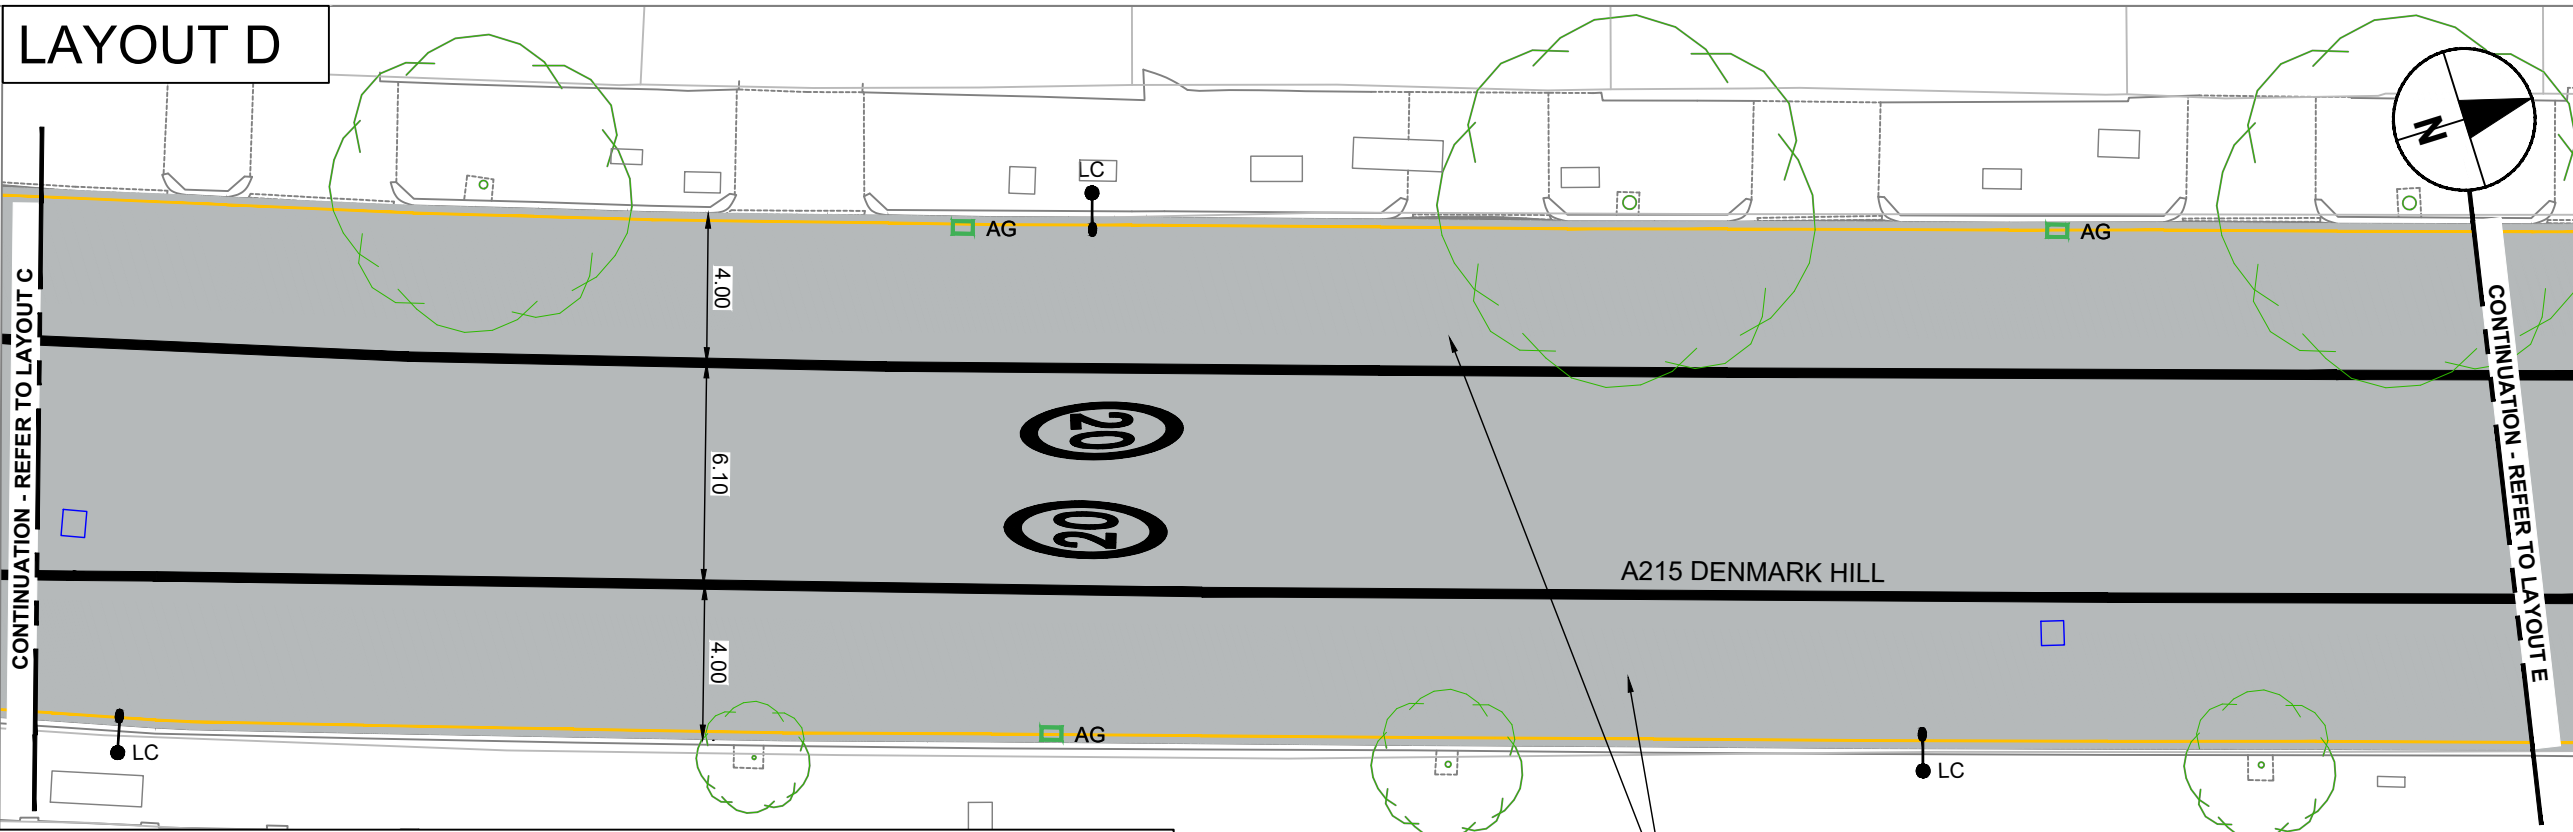 LAYOUT D
N
LC
AG
AG
4.00
CONTINUATION - REFER TO LAYOUT C
CONTINUATION - REFER TO LAYOUT E
20
6.10
20
A215 DENMARK HILL
4.00
AG
LC
LC